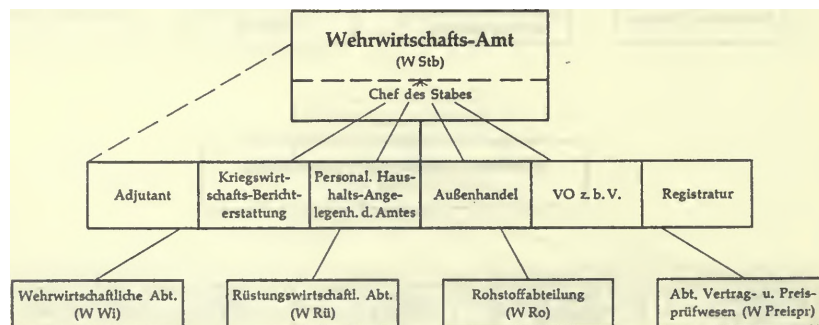 Wehrwirtschafts-Amt
(W Stb)
Chef des Stabes
Adjutant
Kriegswirt-
schafts-Bericht-
erstattung
Personal. Haus-
halts-Ange-
legenh. d. Amtes
Außenhandel
VO z. b. V.
Registratur
Wehrwirtschaftliche Abt.
(W Wi)
Rüstungswirtschaftl. Abt.
(W Rü)
Rohstoffabteilung
(W Ro)
Abt. Vertrag- u. Preis-
prüfwesen (W Preispr)